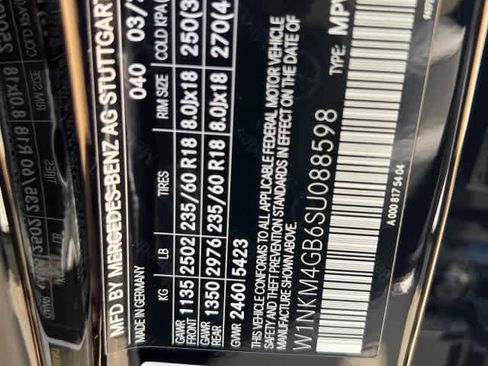 MFD BY MERCEDES-BENZ AG STUTTGART
MADE IN GERMANY 040 03/
KG LB TIRES RIM SIZE COLD KPA
GAWR FRONT 1135 2502 235/60 R18 8.0Jx18 250(3
GAWR REAR 1350 2976 235/60 R18 8.0Jx18 270(4
GVWR 2460 5423
THIS VEHICLE CONFORMS TO ALL APPLICABLE FEDERAL MOTOR VEHICLE
SAFETY AND THEFT PREVENTION STANDARDS IN EFFECT ON THE DATE OF
MANUFACTURE SHOWN ABOVE
W1NKM4GB6SU088598
TYPE: MPV
A 000 817 54 04